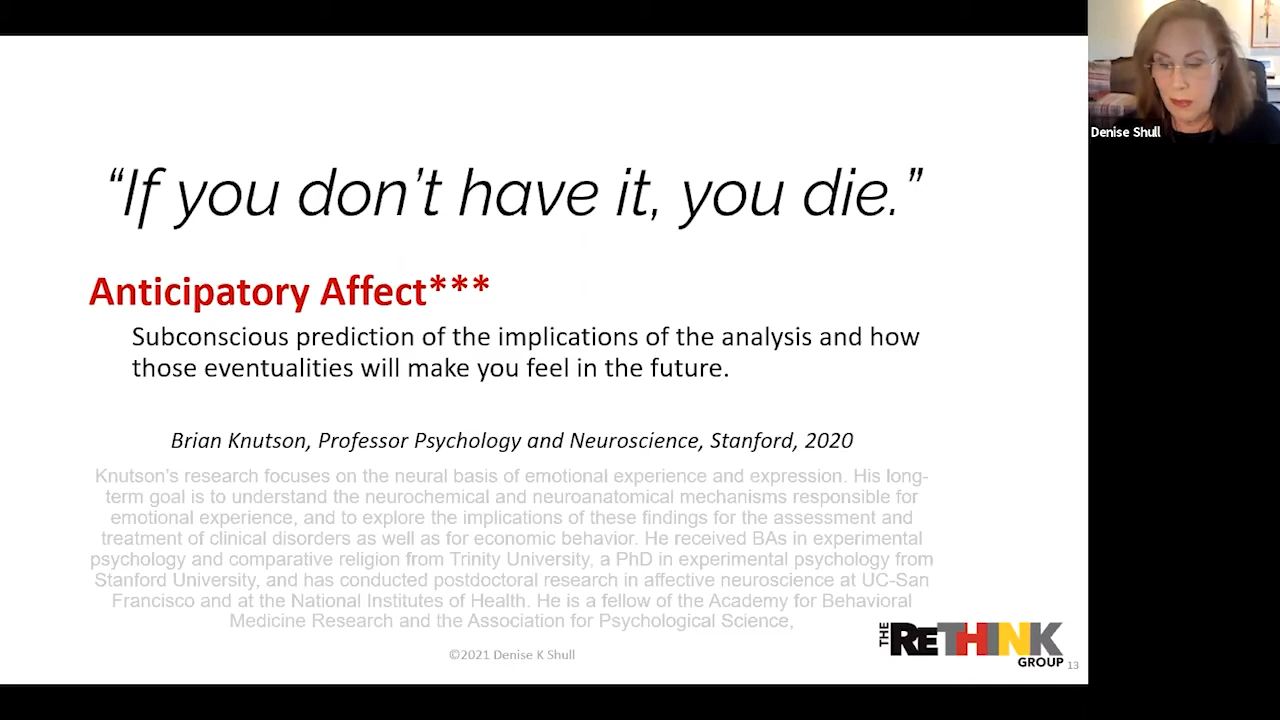 “If you don’t have it, you die.”
Anticipatory Affect***
Subconscious prediction of the implications of the analysis and how
those eventualities will make you feel in the future.
Brian Knutson, Professor Psychology and Neuroscience, Stanford, 2020
Knutson's research focuses on the neural basis of emotional experience and expression. His long-
term goal is to understand the neurochemical and neuroanatomical mechanisms responsible for
emotional experience, and to explore the implications of these findings for the assessment and
treatment of clinical disorders as well as for economic behavior. He received BAs in experimental
psychology and comparative religion from Trinity University, a PhD in experimental psychology from
Stanford University, and has conducted postdoctoral research in affective neuroscience at UC-San
Francisco and at the National Institutes of Health. He is a fellow of the Academy for Behavioral
Medicine Research and the Association for Psychological Science,
©2021 Denise K Shull
THE RETHINK
GROUP
13
Denise Shull